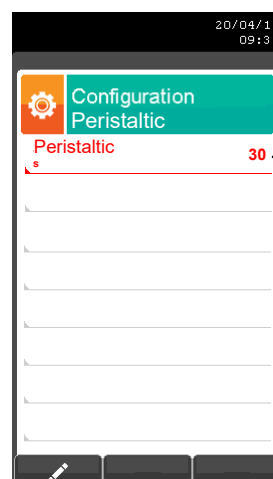 20/04/1
09:3
Configuration
Peristaltic
Peristaltic 30
s